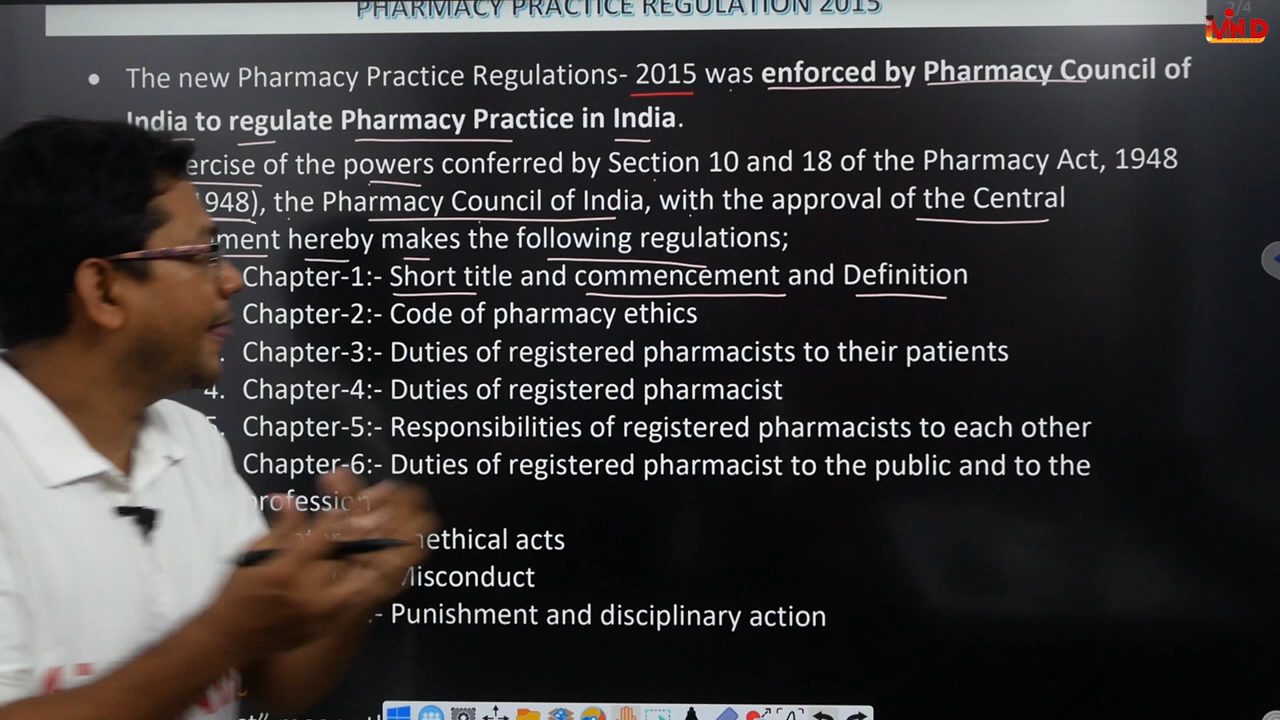 PHARMACY PRACTICE REGULATION 2015
2/4
The new Pharmacy Practice Regulations- 2015 was enforced by Pharmacy Council of
India to regulate Pharmacy Practice in India.
ercise of the powers conferred by Section 10 and 18 of the Pharmacy Act, 1948
948), the Pharmacy Council of India, with the approval of the Central
ment hereby makes the following regulations;
Chapter-1:- Short title and commencement and Definition
Chapter-2:- Code of pharmacy ethics
Chapter-3:- Duties of registered pharmacists to their patients
4. Chapter-4:- Duties of registered pharmacist
5. Chapter-5:- Responsibilities of registered pharmacists to each other
Chapter-6:- Duties of registered pharmacist to the public and to the
profession
nethical acts
Misconduct
.- Punishment and disciplinary action